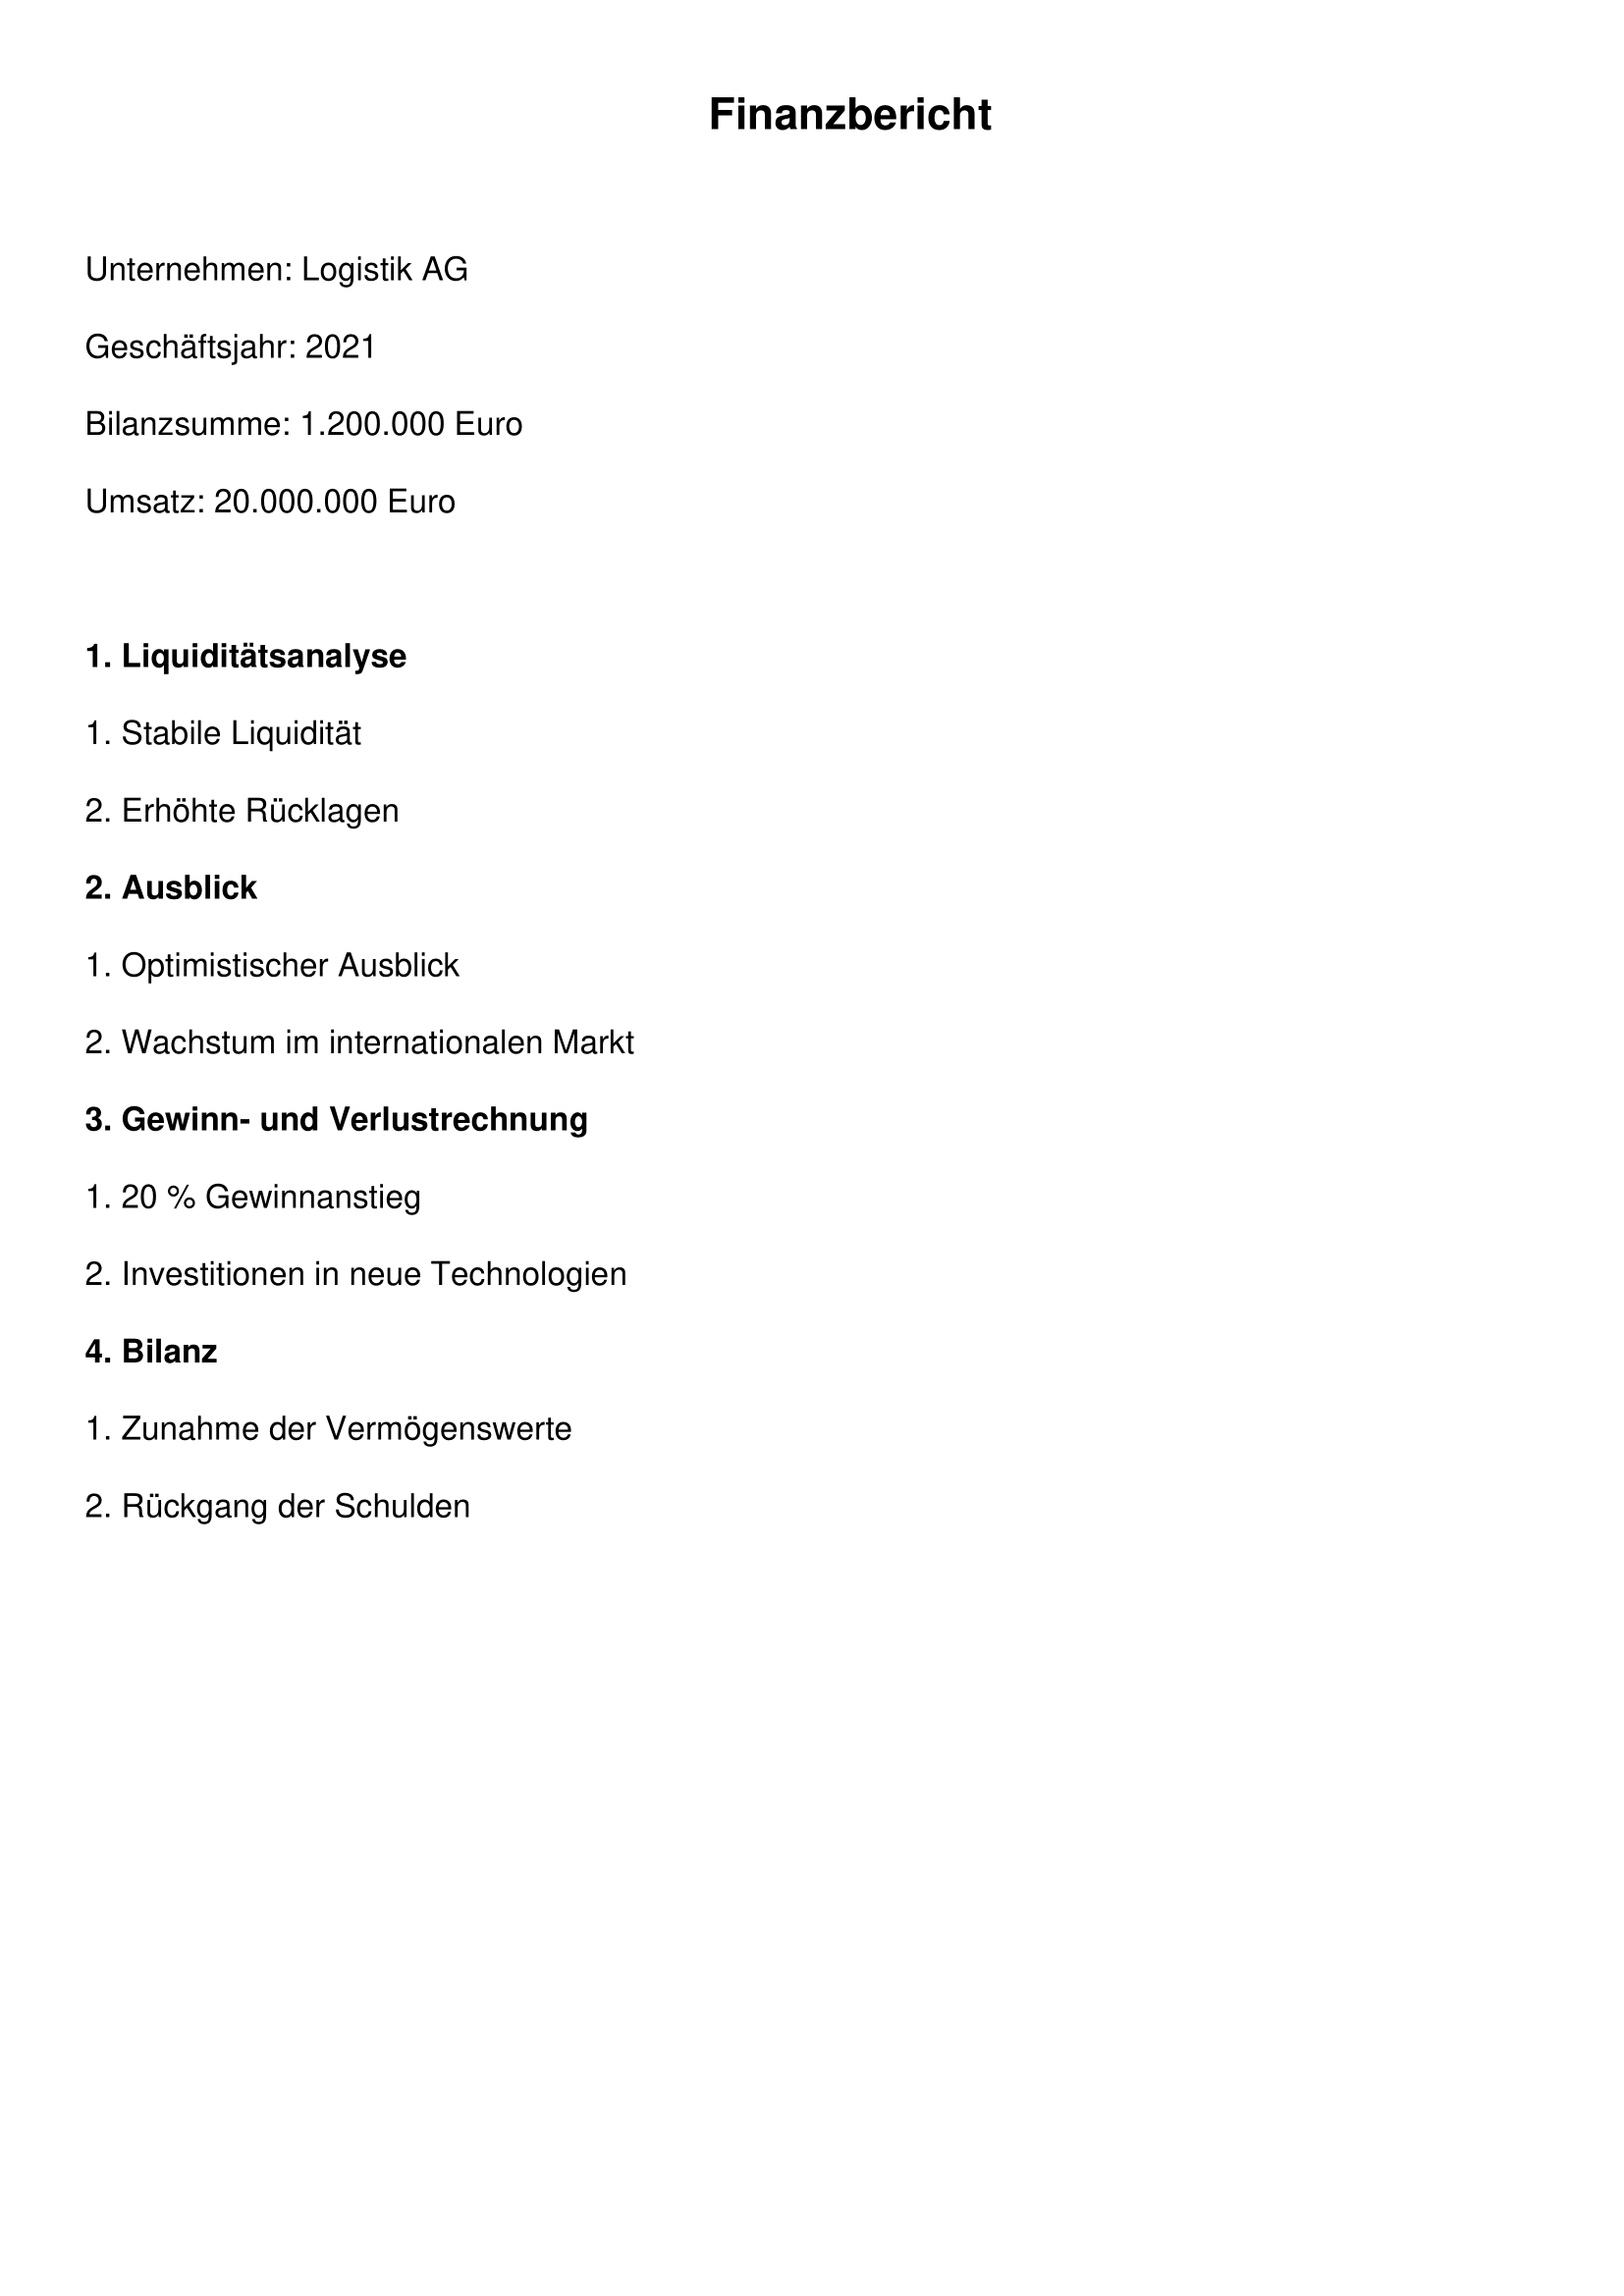 Finanzbericht
Unternehmen: Logistik AG
Geschäftsjahr: 2021
Bilanzsumme: 1.200.000 Euro
Umsatz: 20.000.000 Euro
1. Liquiditätsanalyse
1. Stabile Liquidität
2. Erhöhte Rücklagen
2. Ausblick
1. Optimistischer Ausblick
2. Wachstum im internationalen Markt
3. Gewinn- und Verlustrechnung
1. 20 % Gewinnanstieg
2. Investitionen in neue Technologien
4. Bilanz
1. Zunahme der Vermögenswerte
2. Rückgang der Schulden